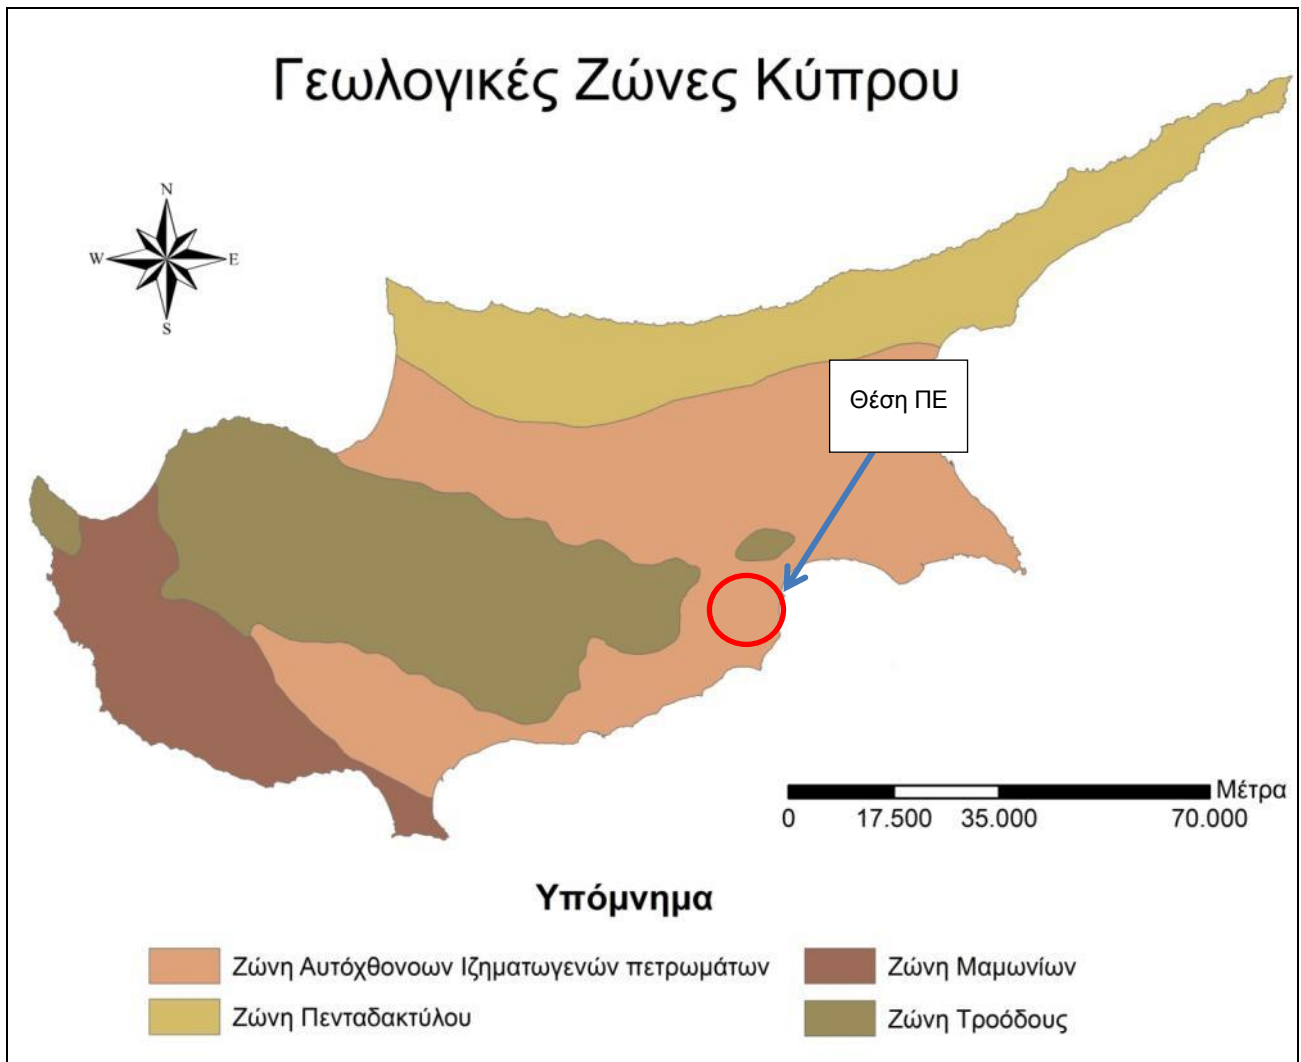 Γεωλογικές Ζώνες Κύπρου
N
W E
S
Θέση ΠΕ
Μέτρα
0 17.500 35.000 70.000
Υπόμνημα
Ζώνη Αυτόχθονοων Ιζηματωγενών πετρωμάτων
Ζώνη Μαμωνίων
Ζώνη Πενταδακτύλου
Ζώνη Τροόδους